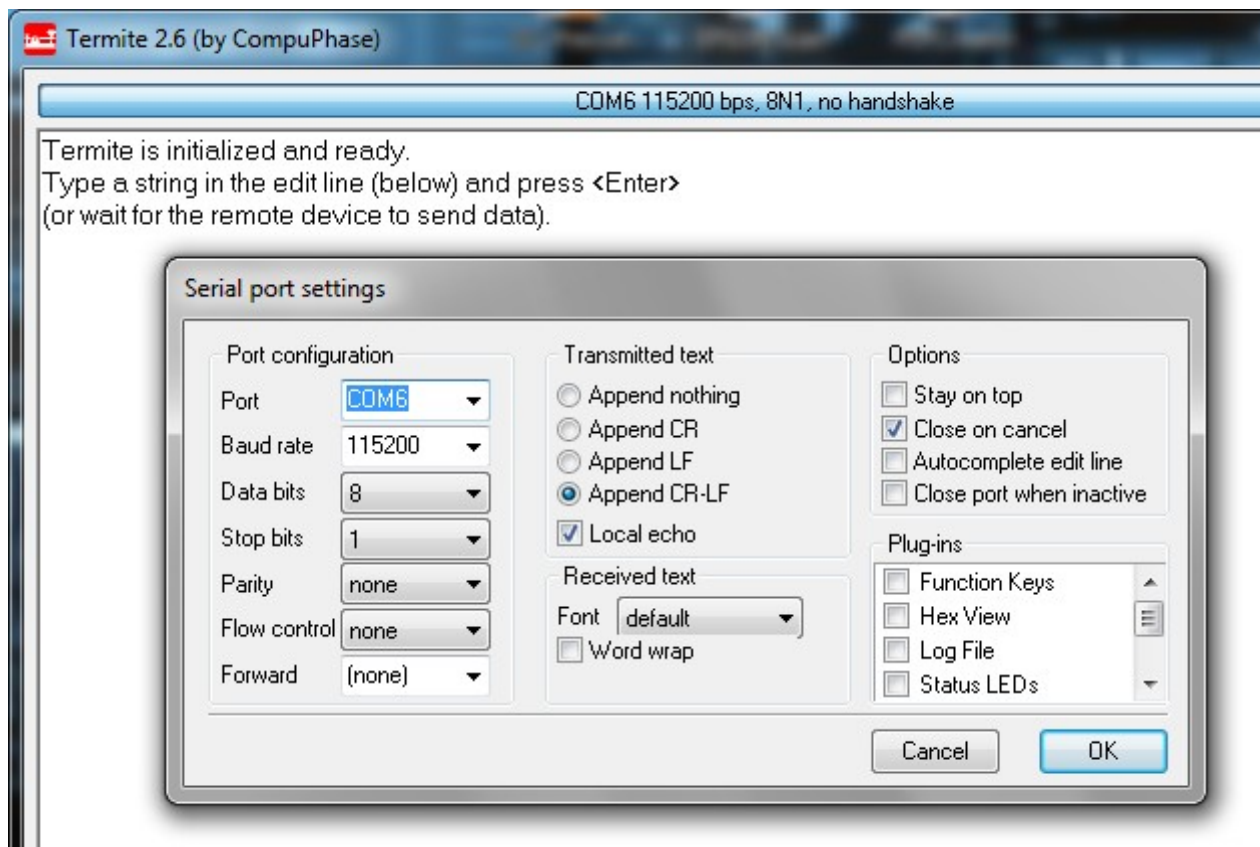 Termite 2.6 (by CompuPhase)
COM6 115200 bps, 8N1, no handshake
Termite is initialized and ready.
Type a string in the edit line (below) and press <Enter>
(or wait for the remote device to send data).
Serial port settings
Port configuration
Port COM6
Baud rate 115200
Data bits 8
Stop bits 1
Parity none
Flow control none
Forward (none)
Transmitted text
Append nothing
Append CR
Append LF
Append CR-LF
Local echo
Received text
Font default
Word wrap
Options
Stay on top
Close on cancel
Autocomplete edit line
Close port when inactive
Plug-ins
Function Keys
Hex View
Log File
Status LEDs
Cancel OK